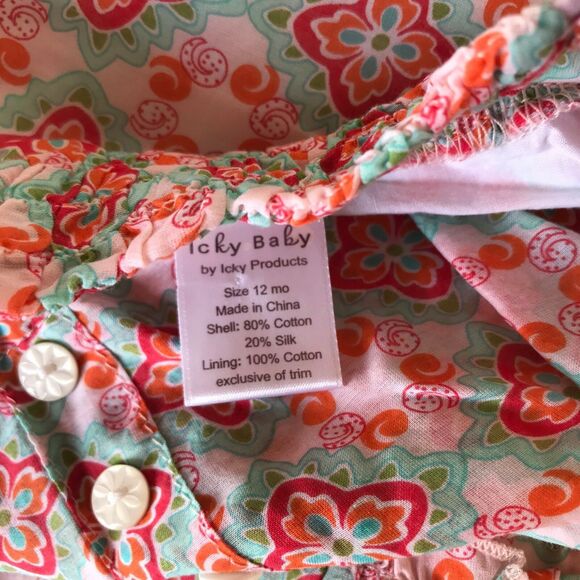 Icky Baby
by Icky Products
Size 12 mo
Made in China
Shell: 80% Cotton
20% Silk
Lining: 100% Cotton
exclusive of trim